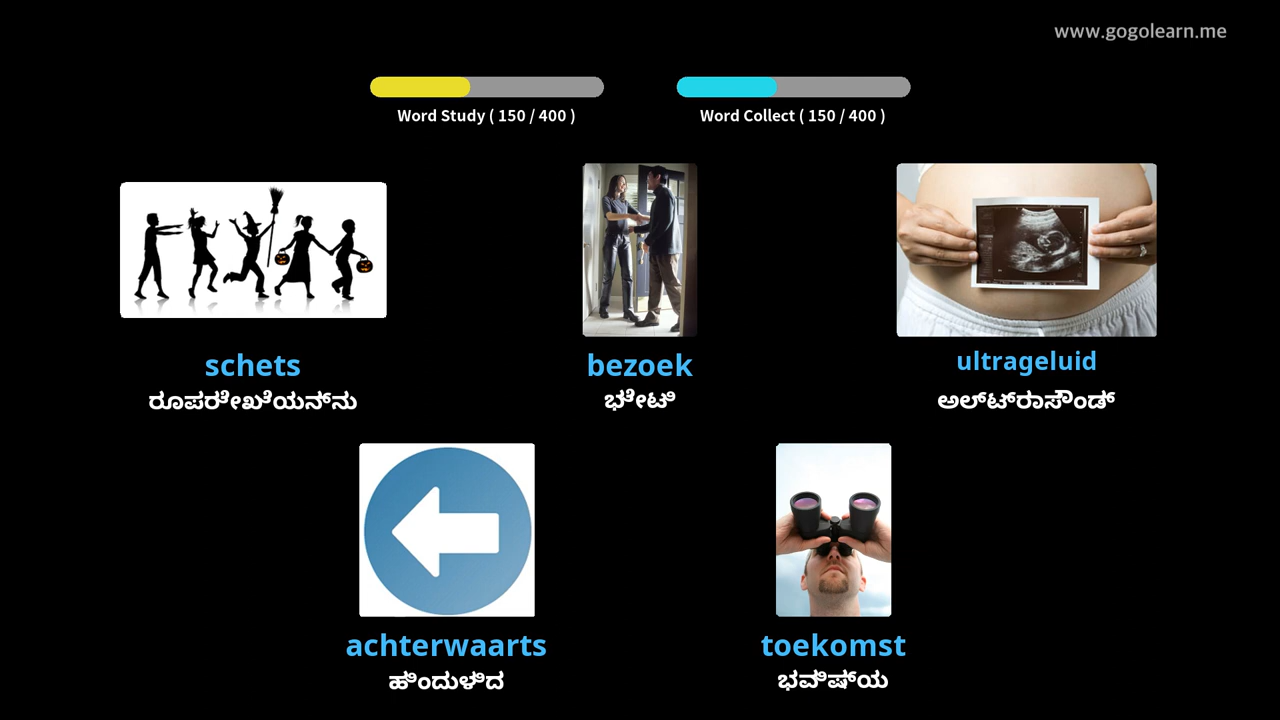 www.gogolearn.me
Word Study ( 150 / 400 )
Word Collect ( 150 / 400 )
schets
ರೂಪರೇಖೆಯನ್ನು
bezoek
ಭೇಟಿ
ultrageluid
ಅಲ್ಟ್ರಾಸೌಂಡ್
achterwaarts
ಹಿಂದುಳಿದ
toekomst
ಭವಿಷ್ಯ